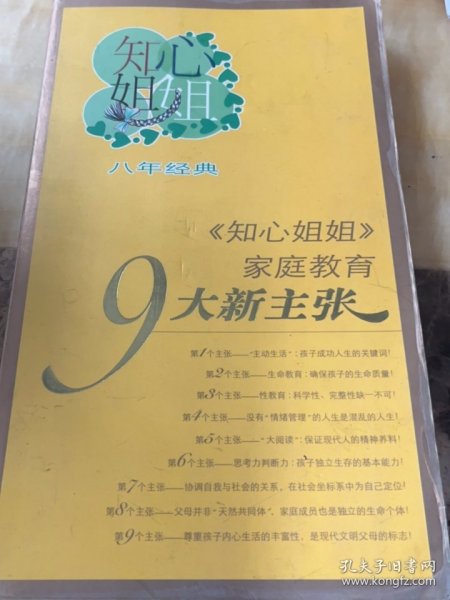 知心
姐姐
八年经典
《知心姐姐》
家庭教育
9大新主张
第1个主张——“主动生活”：孩子成功人生的关键词！
第2个主张——生命教育：确保孩子的生命质量！
第3个主张——性教育：科学性、完整性缺一不可！
第4个主张——没有“情绪管理”的人生是混乱的人生！
第5个主张——“大阅读”：保证现代人的精神养料！
第6个主张——思考力判断力：孩子独立生存的基本能力！
第7个主张——协调自我与社会的关系，在社会坐标系中为自己定位！
第8个主张——父母并非“天然共同体”，家庭成员也是独立的生命个体！
第9个主张——尊重孩子内心生活的丰富性，是现代文明父母的标志！
孔夫子旧书网
www.kongfz.com